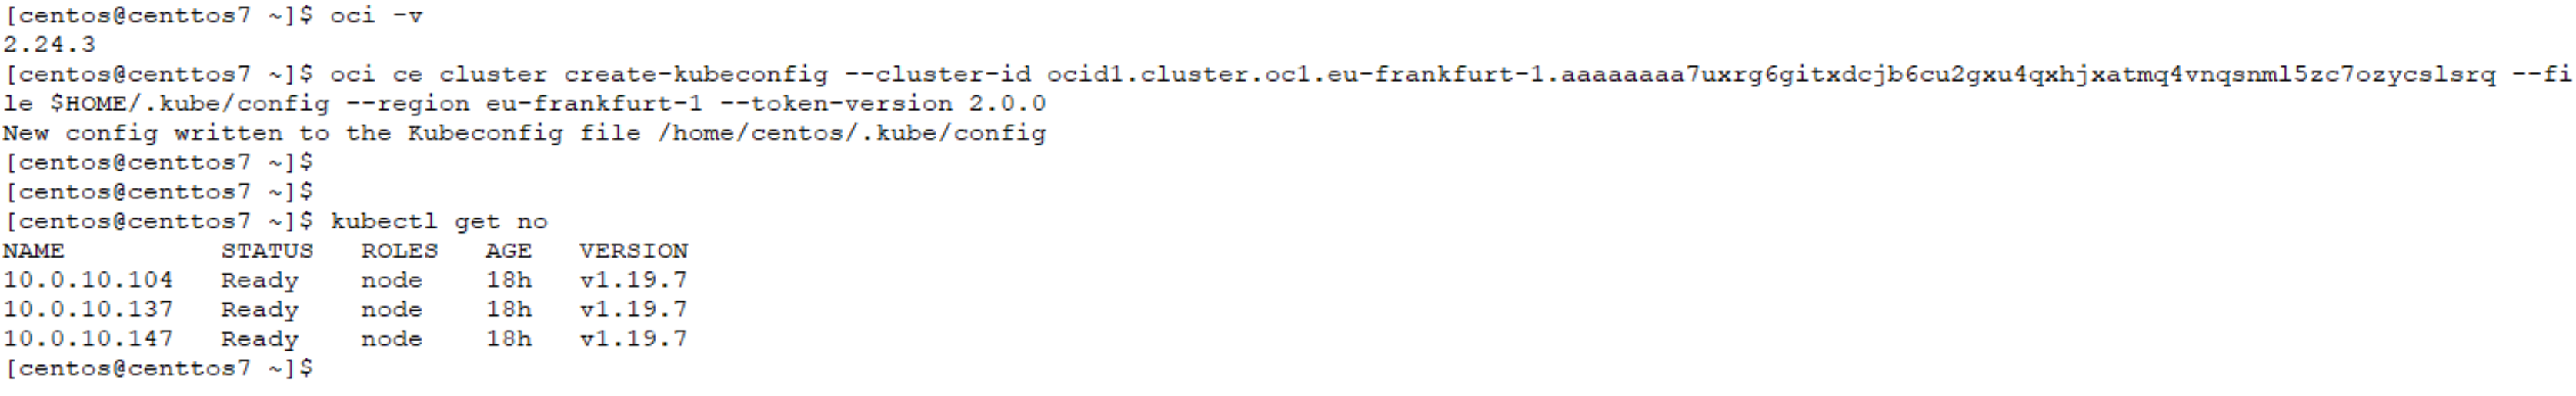 [centos@centtos7 ~]$ oci -v
2.24.3
[centos@centtos7 ~]$ oci ce cluster create-kubeconfig --cluster-id ocid1.cluster.oc1.eu-frankfurt-1.aaaaaaaa7uxrg6gitxdcjb6cu2gxu4qxhjxatmq4vnqsnml5zc7ozycslsrq --fi
le $HOME/.kube/config --region eu-frankfurt-1 --token-version 2.0.0
New config written to the Kubeconfig file /home/centos/.kube/config
[centos@centtos7 ~]$
[centos@centtos7 ~]$
[centos@centtos7 ~]$ kubectl get no
NAME          STATUS   ROLES   AGE   VERSION
10.0.10.104   Ready    node    18h   v1.19.7
10.0.10.137   Ready    node    18h   v1.19.7
10.0.10.147   Ready    node    18h   v1.19.7
[centos@centtos7 ~]$